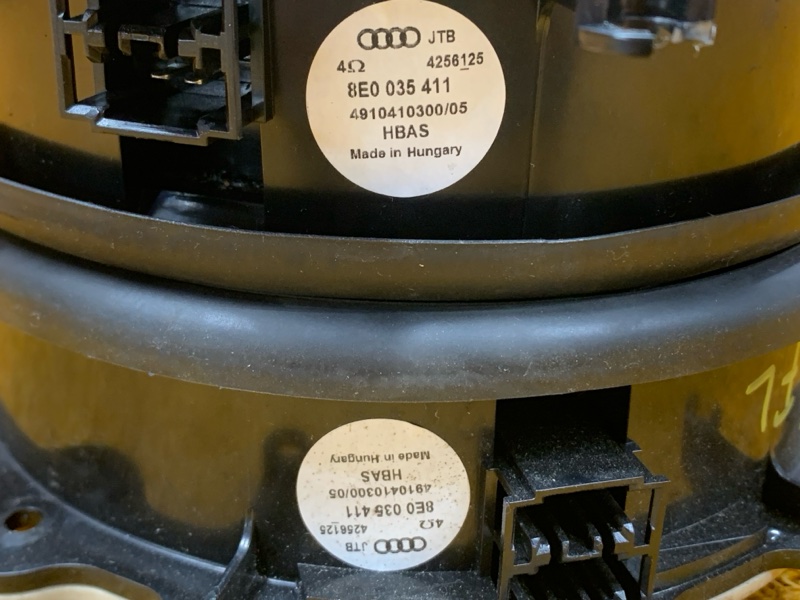 JTB
4Ω 4256125
8E0 035 411
4910410300/05
HBAS
Made in Hungary
JTB
4Ω 4256125
8E0 035 411
4910410300/05
HBAS
Made in Hungary